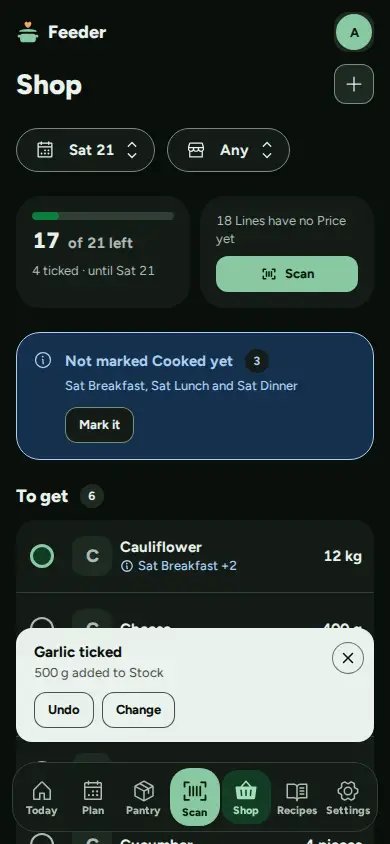 Feeder
A
Shop
Sat 21
Any
17 of 21 left
4 ticked · until Sat 21
18 Lines have no Price
yet
Scan
Not marked Cooked yet 3
Sat Breakfast, Sat Lunch and Sat Dinner
Mark it
To get 6
C
Cauliflower
12 kg
Sat Breakfast +2
Garlic ticked
500 g added to Stock
Undo
Change
Today
Plan
Pantry
Scan
Shop
Recipes
Settings